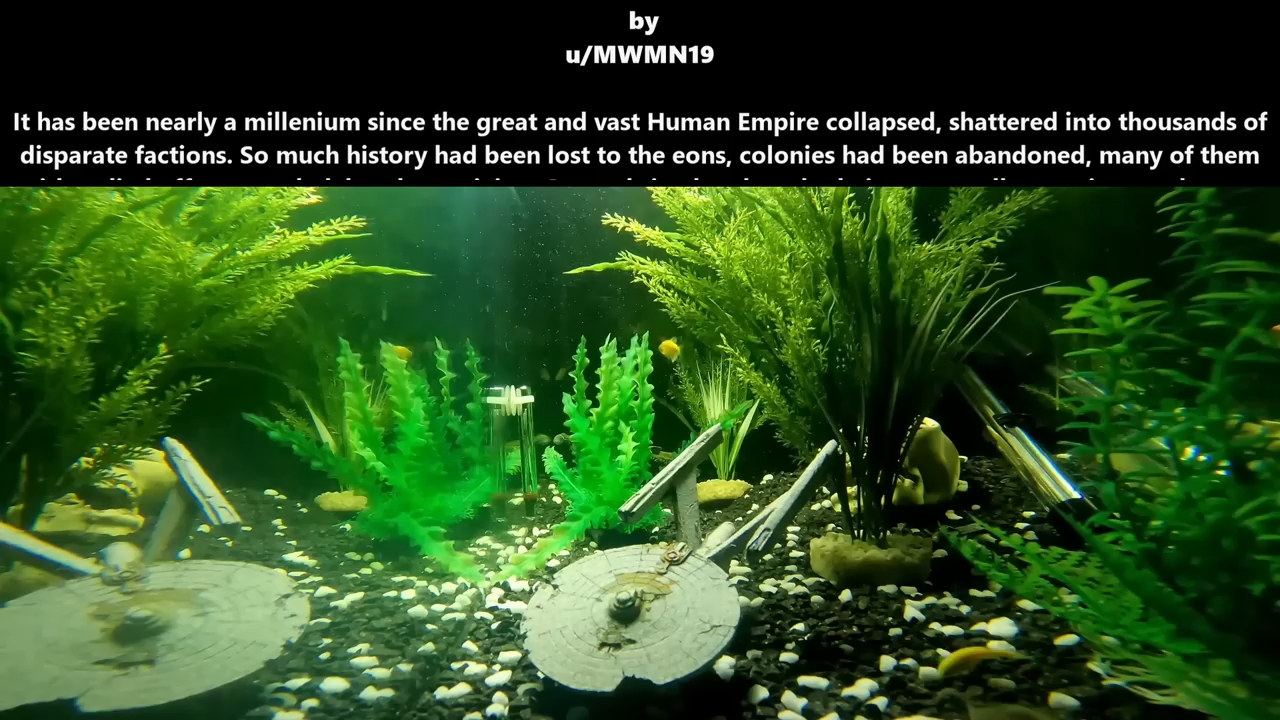 by
u/MWMN19
It has been nearly a millenium since the great and vast Human Empire collapsed, shattered into thousands of
disparate factions. So much history had been lost to the eons, colonies had been abandoned, many of them